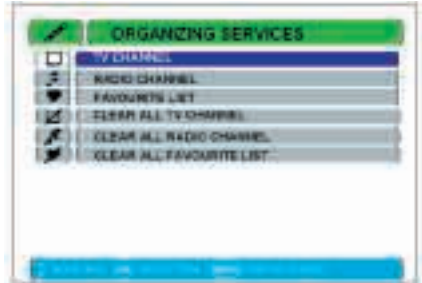 ORGANIZING SERVICES
TV CHANNEL
RADIO CHANNEL
FAVOURITE LIST
CLEAR ALL TV CHANNEL
CLEAR ALL RADIO CHANNEL
CLEAR ALL FAVOURITE LIST